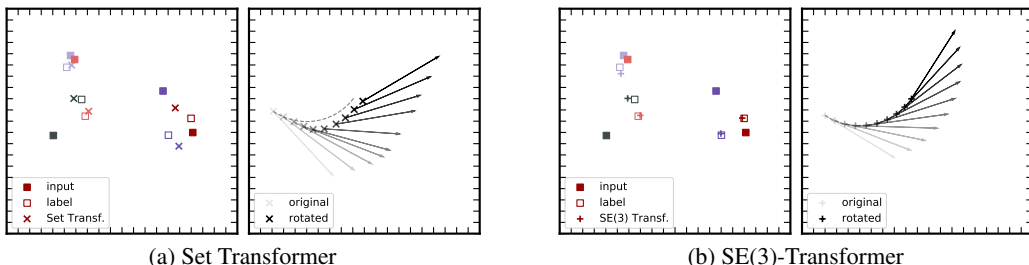 input
label
Set Transf.
original
rotated
input
label
SE(3) Transf.
original
rotated
(a) Set Transformer
(b) SE(3)-Transformer